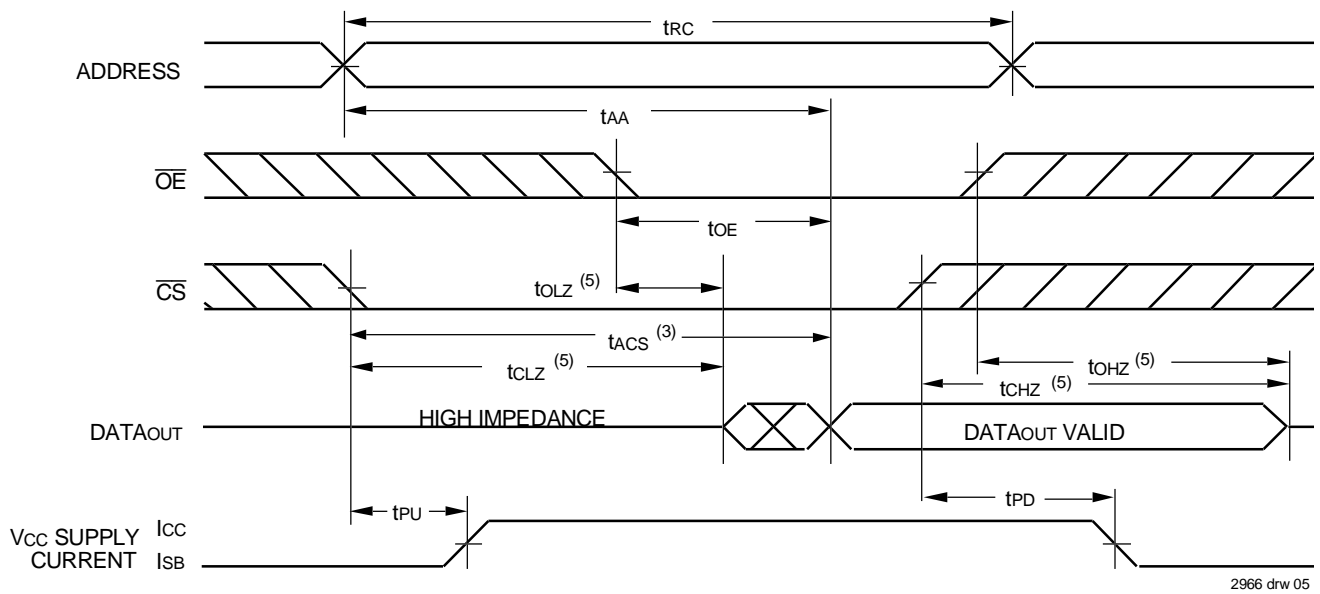 tRC
ADDRESS
tAA
OE
tOE
CS
tOLZ (5)
tACS (3)
tCLZ (5)
tOHZ (5)
tCHZ (5)
HIGH IMPEDANCE
DATAOUT
DATAOUT VALID
tPU
tPD
VCC SUPPLY
CURRENT
ICC
ISB
2966 drw 05